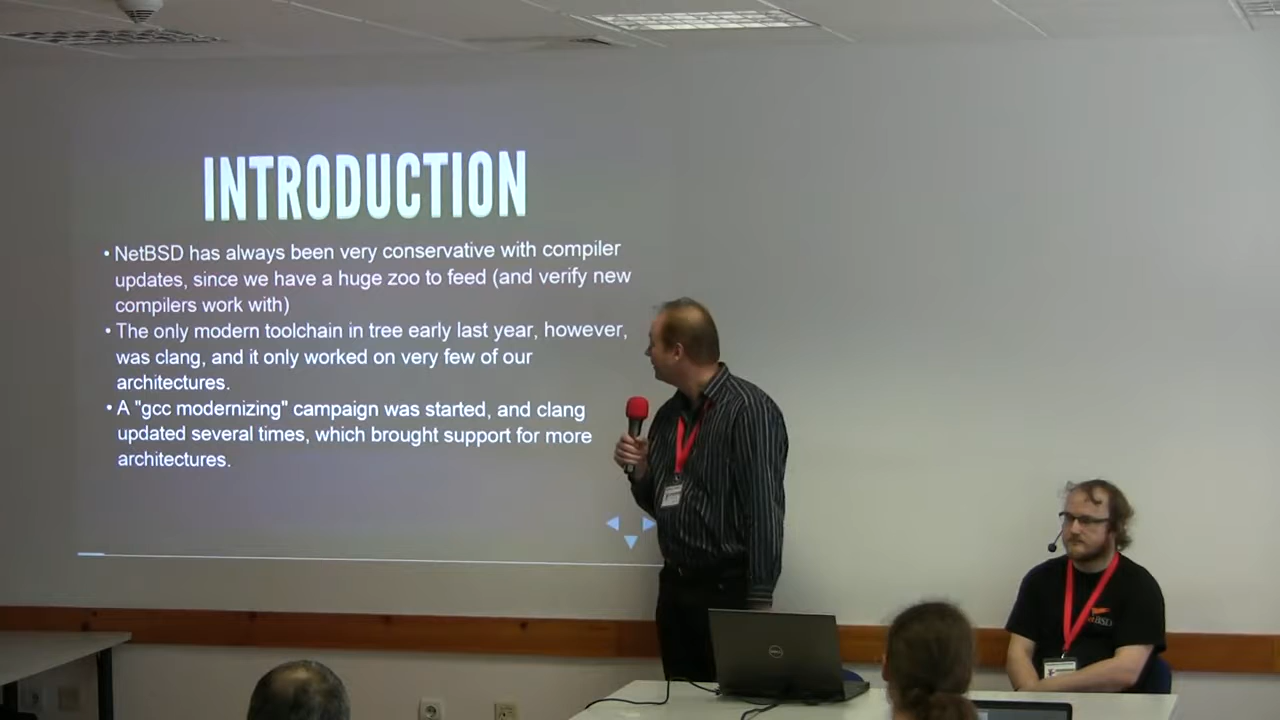 INTRODUCTION
• NetBSD has always been very conservative with compiler
updates, since we have a huge zoo to feed (and verify new
compilers work with)
• The only modern toolchain in tree early last year, however,
was clang, and it only worked on very few of our
architectures.
• A "gcc modernizing" campaign was started, and clang
updated several times, which brought support for more
architectures.
DELL